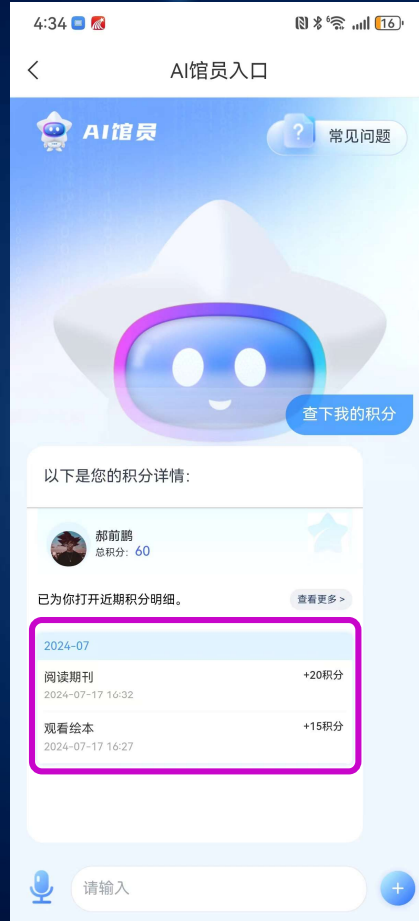 4:34
16
AI馆员入口
AI馆员
? 常见问题
查下我的积分
以下是您的积分详情:
郝前鹏
总积分: 60
已为你打开近期积分明细。
查看更多 >
2024-07
阅读期刊
+20积分
2024-07-17 16:32
观看绘本
+15积分
2024-07-17 16:27
请输入